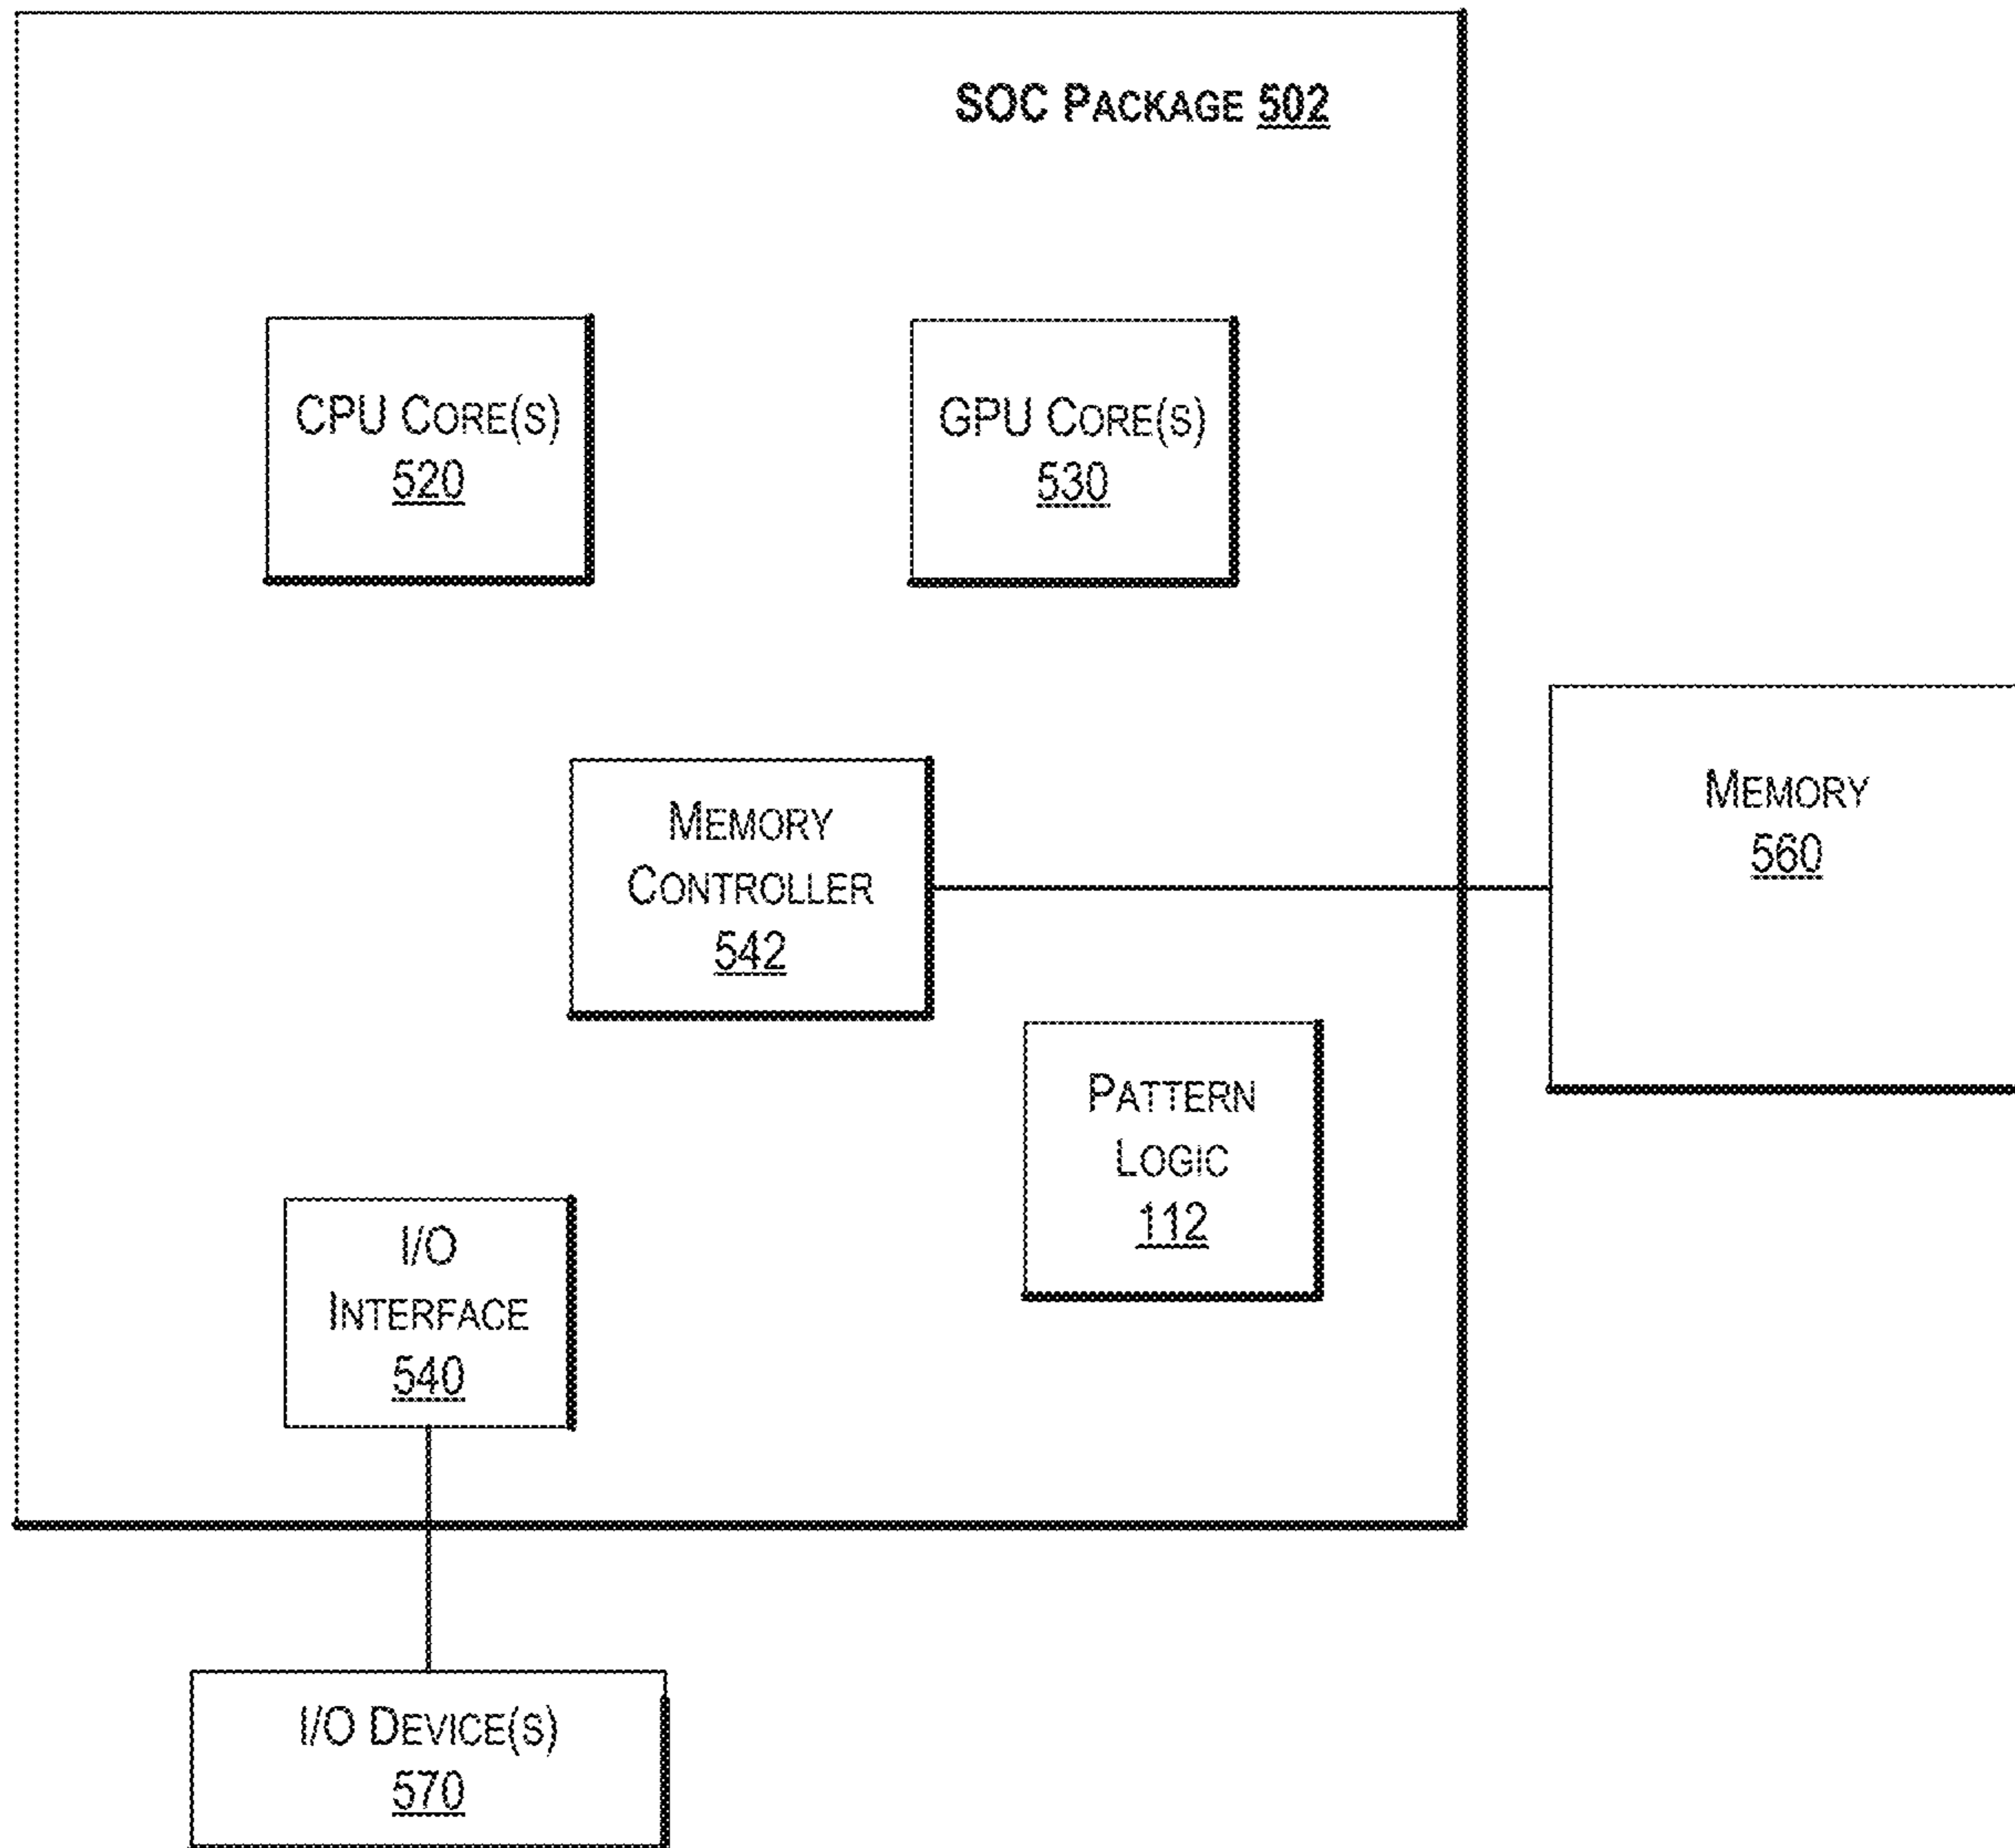 SOC PACKAGE 502
CPU CORE(S)
520
GPU CORE(S)
530
MEMORY
CONTROLLER
542
MEMORY
560
PATTERN
LOGIC
112
I/O
INTERFACE
540
I/O DEVICE(S)
570